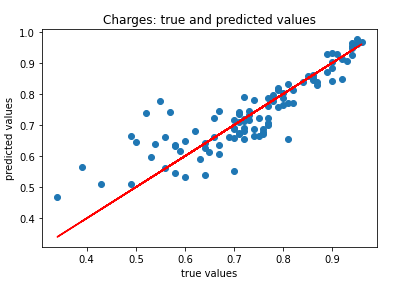 Charges: true and predicted values
predicted values
1.0
0.9
0.8
0.7
0.6
0.5
0.4
0.4 0.5 0.6 0.7 0.8 0.9
true values